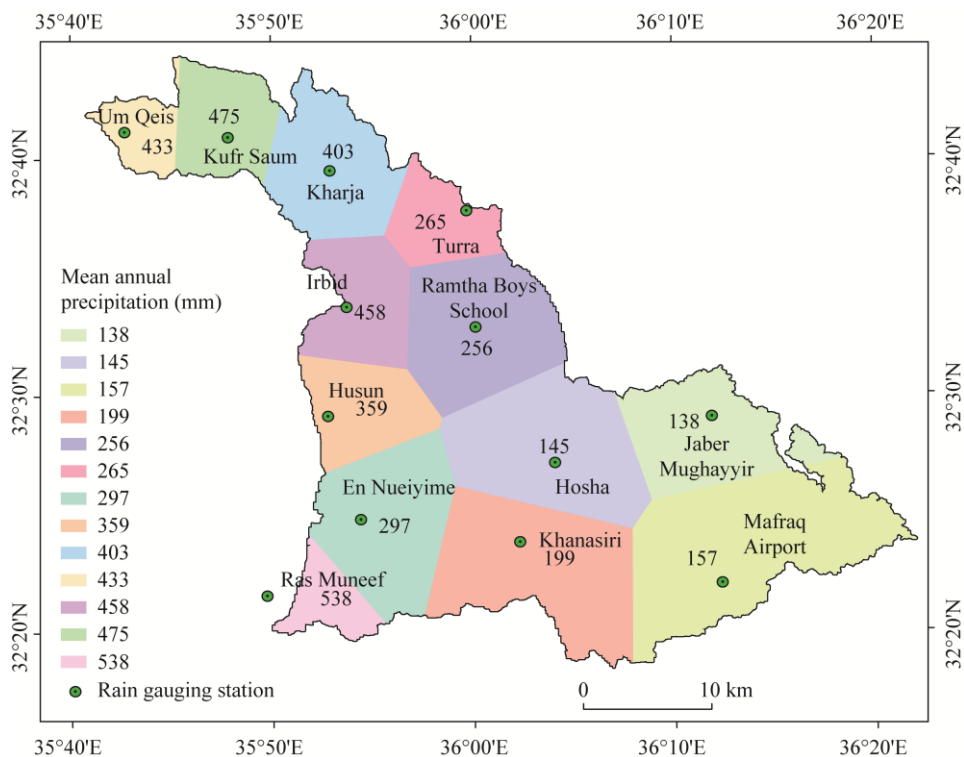 35°40'E 35°50'E 36°00'E 36°10'E 36°20'E
32°40'N
32°30'N
32°20'N
32°40'N
32°30'N
32°20'N
Um Qeis
433
475
Kufr Saum
403
Kharja
265
Turra
Irbid
458
Ramtha Boys
School
256
Husun
359
138
Jaber
Mughayyir
145
Hosha
En Nueiyime
297
Khanasiri
199
Mafraq
Airport
157
Ras Muneef
538
Mean annual
precipitation (mm)
138
145
157
199
256
265
297
359
403
433
458
475
538
Rain gauging station
0 10 km
35°40'E 35°50'E 36°00'E 36°10'E 36°20'E